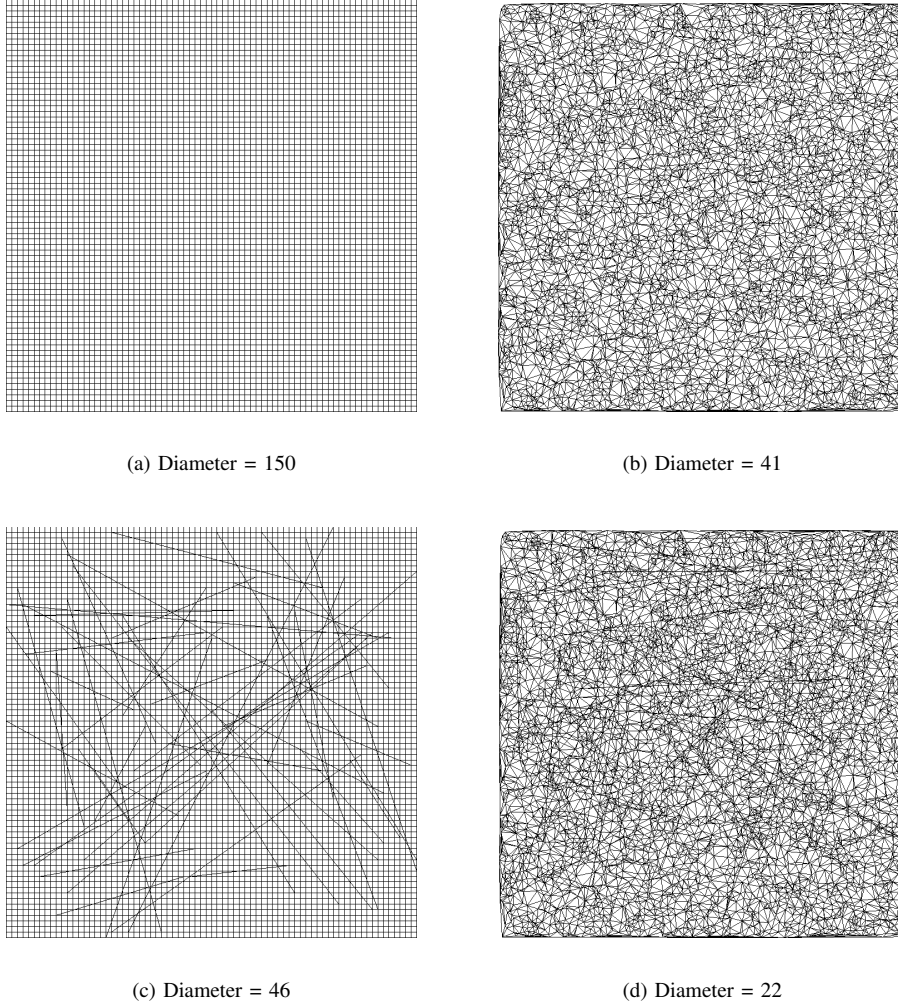 (a) Diameter = 150
(b) Diameter = 41
(c) Diameter = 46
(d) Diameter = 22